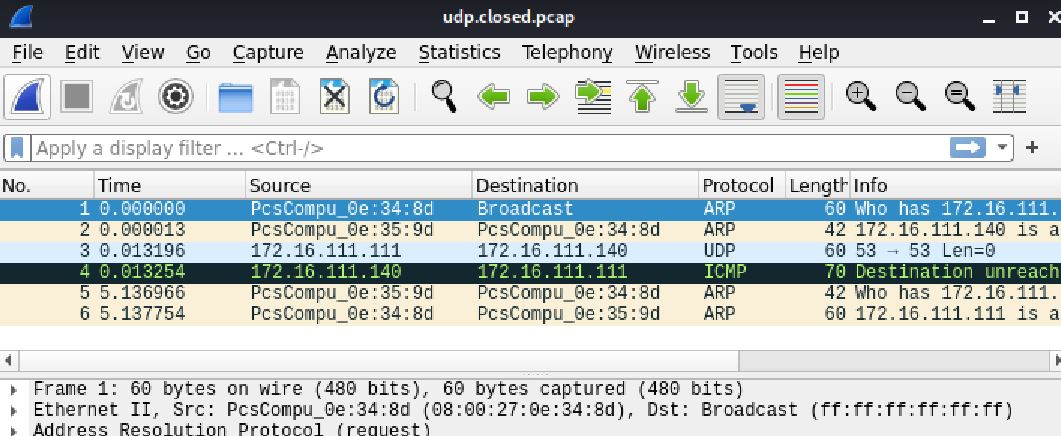 udp.closed.pcap
File Edit View Go Capture Analyze Statistics Telephony Wireless Tools Help
Apply a display filter ... <Ctrl-/>
No. Time Source Destination Protocol Length Info
1 0.000000 PcsCompu_0e:34:8d Broadcast ARP 60 Who has 172.16.111.
2 0.000013 PcsCompu_0e:35:9d PcsCompu_0e:34:8d ARP 42 172.16.111.140 is a
3 0.013196 172.16.111.111 172.16.111.140 UDP 60 53 → 53 Len=0
4 0.013254 172.16.111.140 172.16.111.111 ICMP 70 Destination unreach
5 5.136966 PcsCompu_0e:35:9d PcsCompu_0e:34:8d ARP 42 Who has 172.16.111.
6 5.137754 PcsCompu_0e:34:8d PcsCompu_0e:35:9d ARP 60 172.16.111.111 is a
Frame 1: 60 bytes on wire (480 bits), 60 bytes captured (480 bits)
Ethernet II, Src: PcsCompu_0e:34:8d (08:00:27:0e:34:8d), Dst: Broadcast (ff:ff:ff:ff:ff:ff)
Address Resolution Protocol (request)